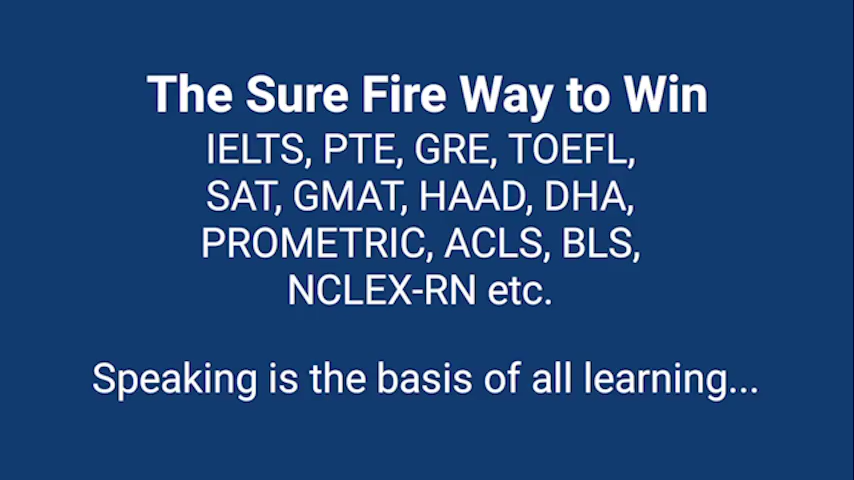 The Sure Fire Way to Win
IELTS, PTE, GRE, TOEFL,
SAT, GMAT, HAAD, DHA,
PROMETRIC, ACLS, BLS,
NCLEX-RN etc.
Speaking is the basis of all learning...